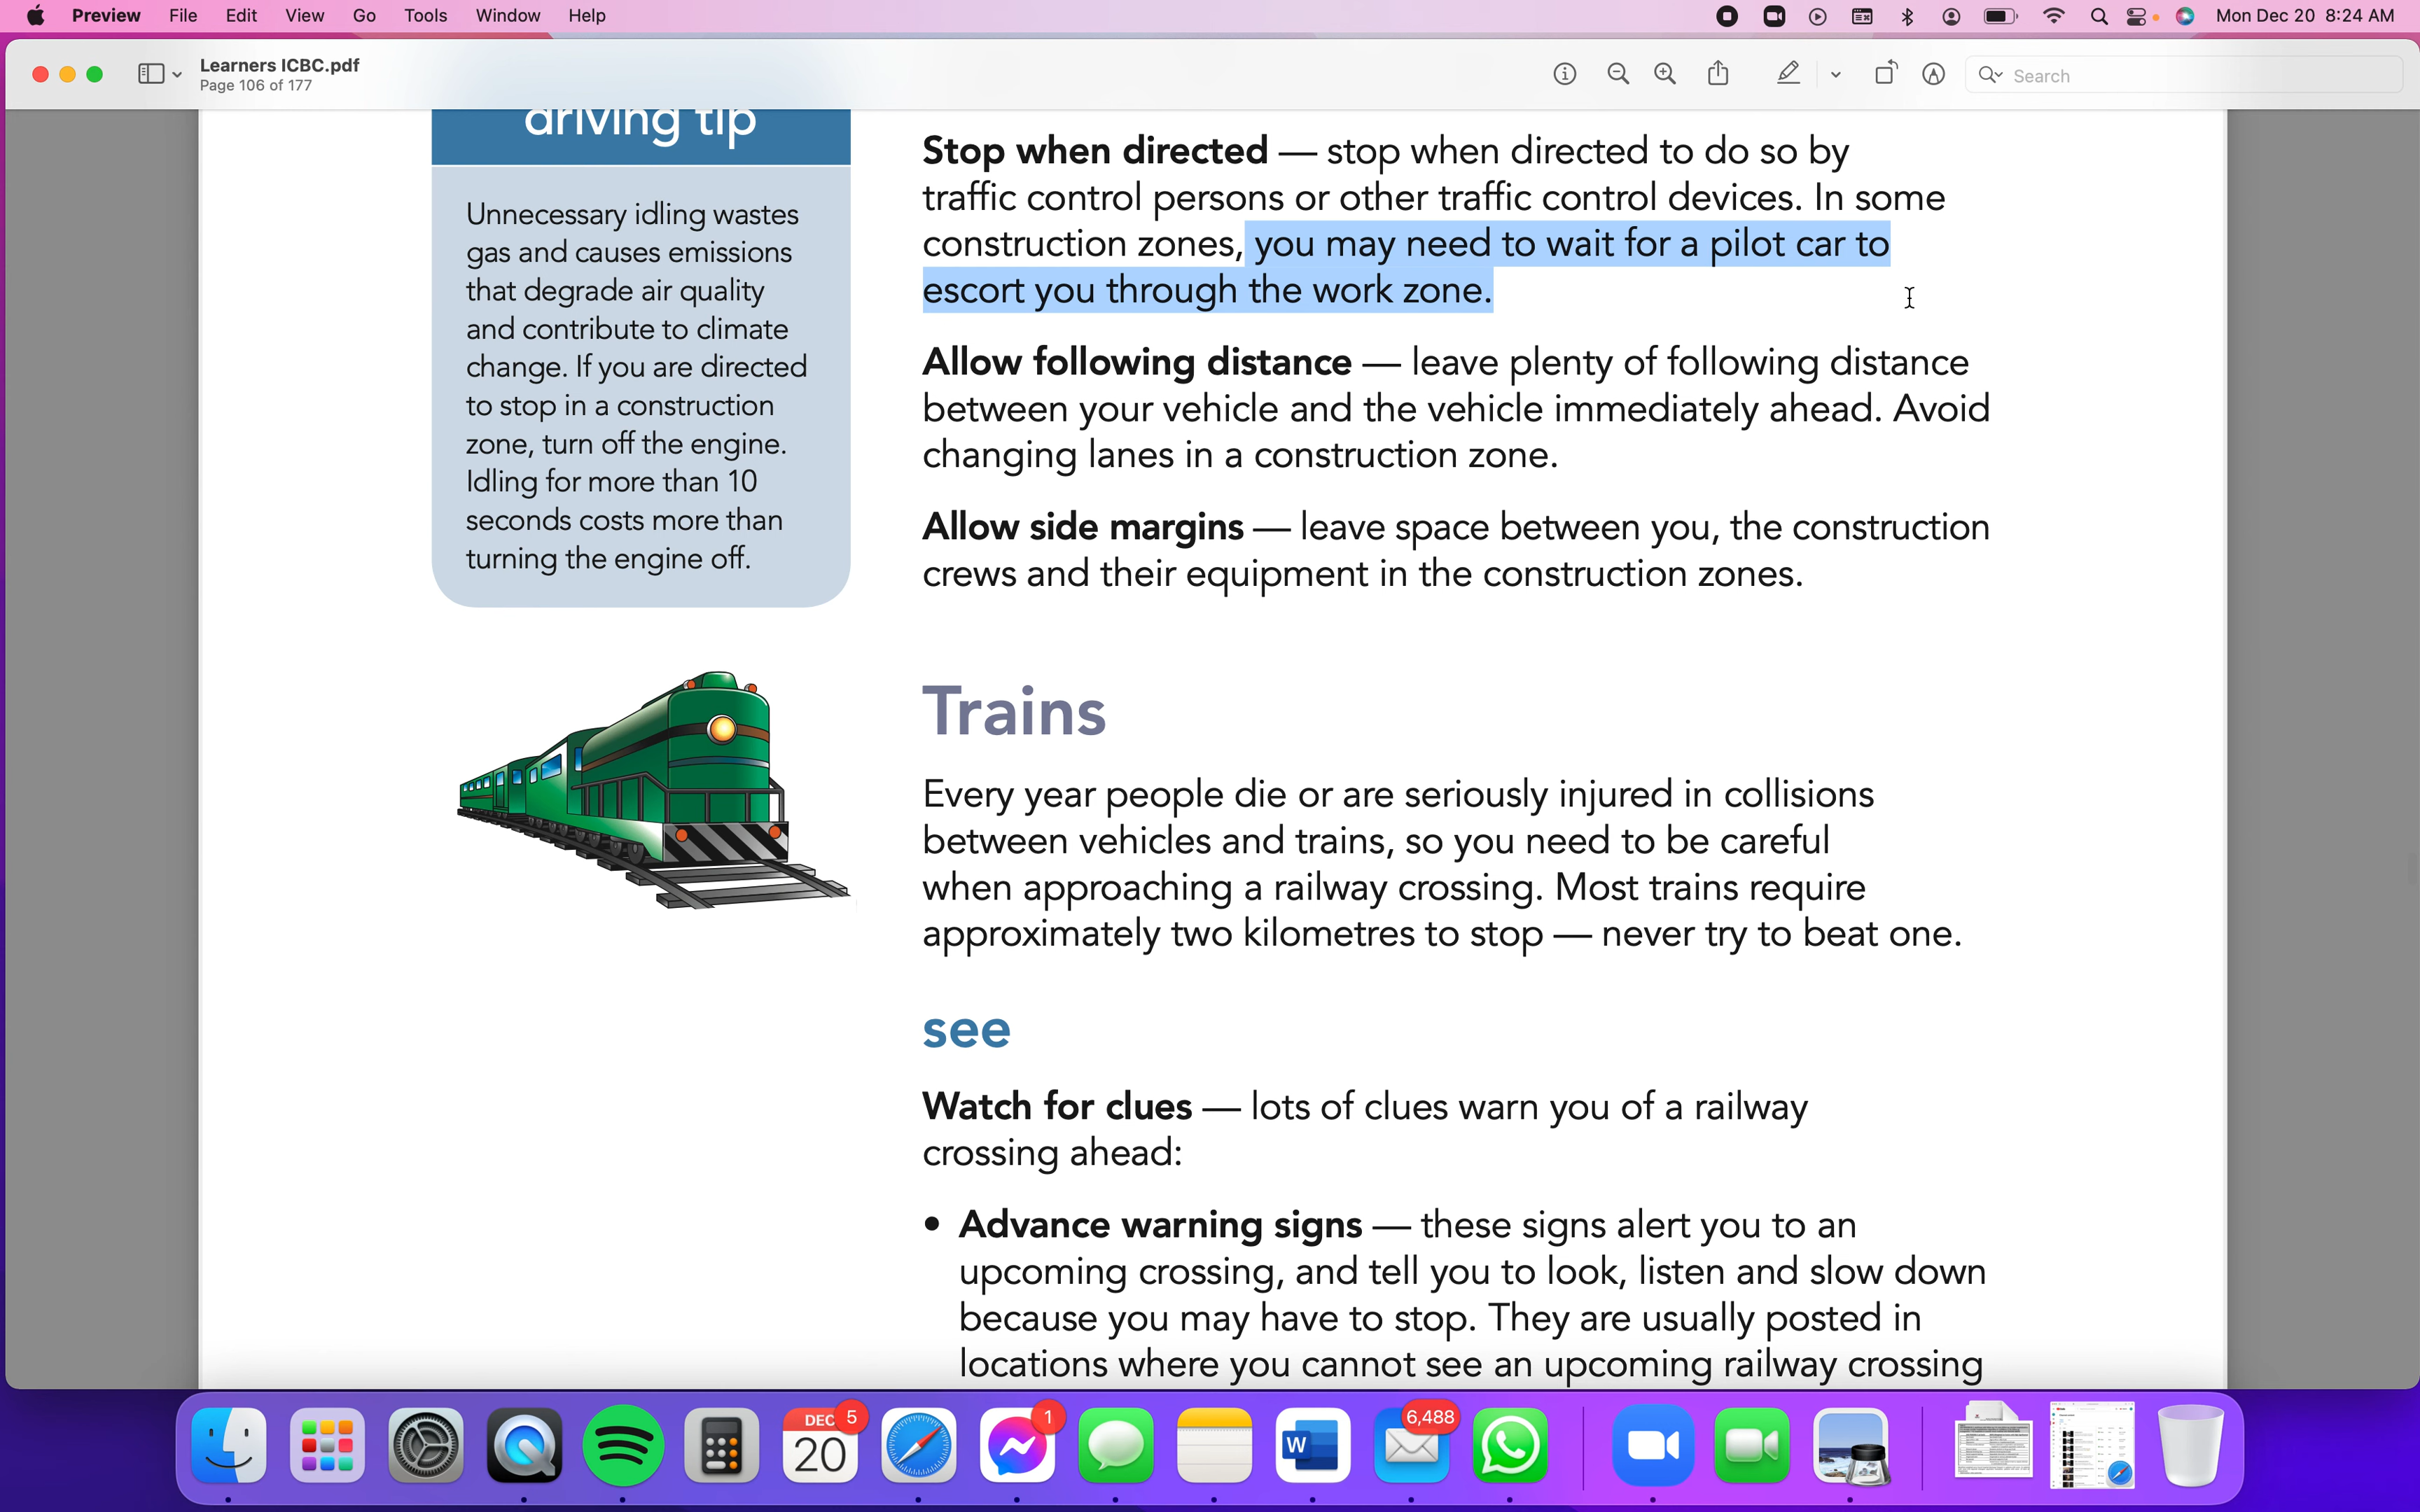 Preview File Edit View Go Tools Window Help
Mon Dec 20 8:24 AM
Learners ICBC.pdf
Page 106 of 177
Search
driving tip
Unnecessary idling wastes
gas and causes emissions
that degrade air quality
and contribute to climate
change. If you are directed
to stop in a construction
zone, turn off the engine.
Idling for more than 10
seconds costs more than
turning the engine off.
Stop when directed — stop when directed to do so by
traffic control persons or other traffic control devices. In some
construction zones, you may need to wait for a pilot car to
escort you through the work zone.
Allow following distance — leave plenty of following distance
between your vehicle and the vehicle immediately ahead. Avoid
changing lanes in a construction zone.
Allow side margins — leave space between you, the construction
crews and their equipment in the construction zones.
Trains
Every year people die or are seriously injured in collisions
between vehicles and trains, so you need to be careful
when approaching a railway crossing. Most trains require
approximately two kilometres to stop — never try to beat one.
see
Watch for clues — lots of clues warn you of a railway
crossing ahead:
• Advance warning signs — these signs alert you to an
upcoming crossing, and tell you to look, listen and slow down
because you may have to stop. They are usually posted in
locations where you cannot see an upcoming railway crossing
DEC 5
20
1
W
6,488